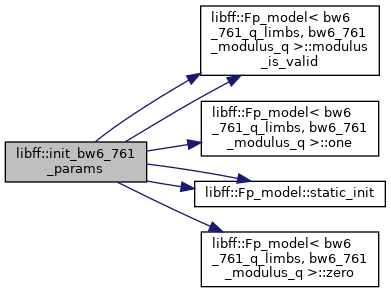 libff::Fp_model< bw6
_761_q_limbs, bw6_761
_modulus_q >::modulus
_is_valid
libff::Fp_model< bw6
_761_q_limbs, bw6_761
_modulus_q >::one
libff::init_bw6_761
_params
libff::Fp_model::static_init
libff::Fp_model< bw6
_761_q_limbs, bw6_761
_modulus_q >::zero